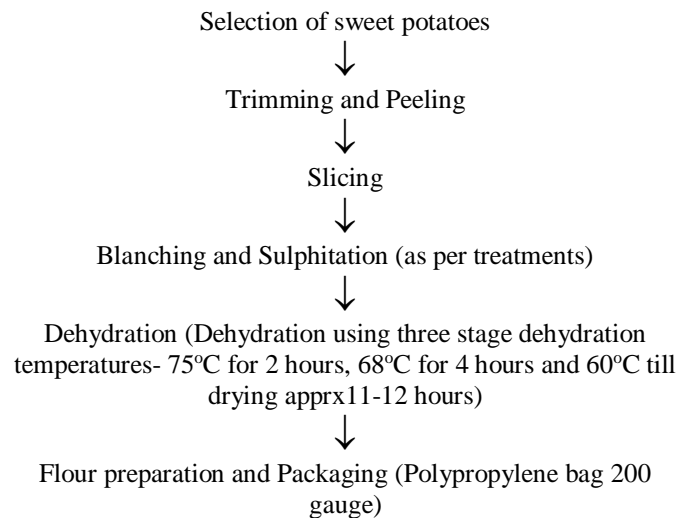 Selection of sweet potatoes
↓
Trimming and Peeling
↓
Slicing
↓
Blanching and Sulphitation (as per treatments)
↓
Dehydration (Dehydration using three stage dehydration
temperatures- 75ºC for 2 hours, 68ºC for 4 hours and 60ºC till
drying apprx11-12 hours)
↓
Flour preparation and Packaging (Polypropylene bag 200
gauge)